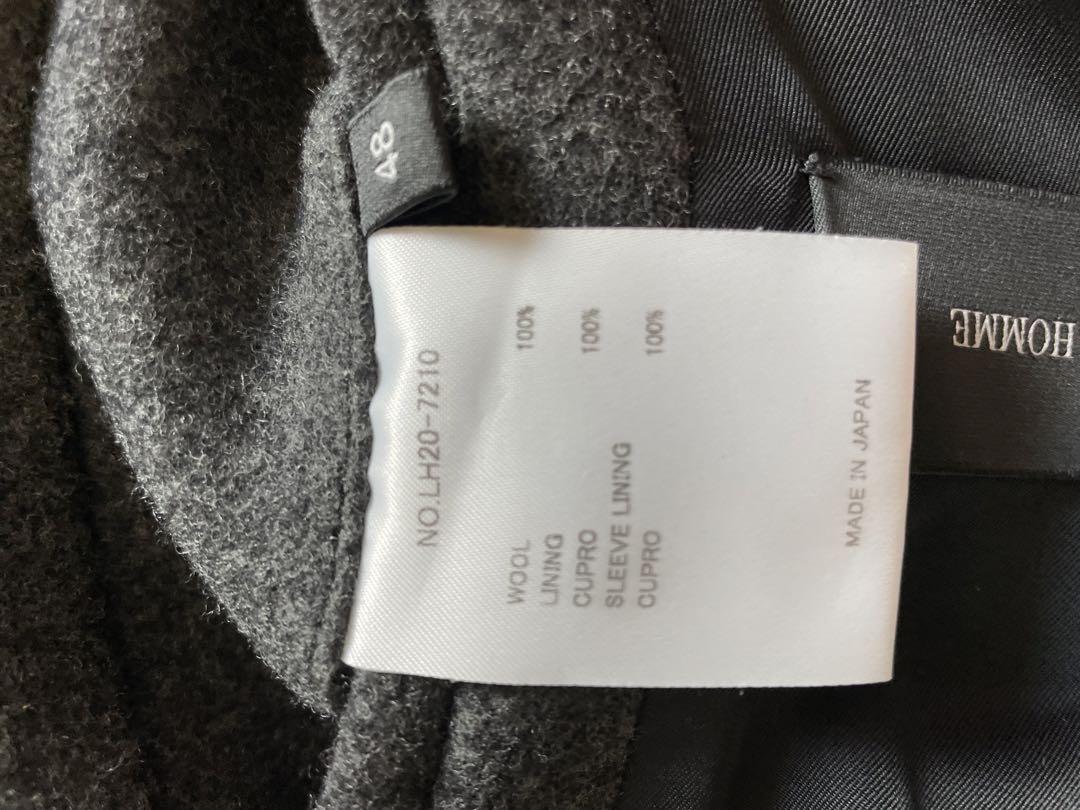 48
NO.LH20-7210
WOOL 100%
LINING
CUPRO 100%
SLEEVE LINING
CUPRO 100%
MADE IN JAPAN
HOMME